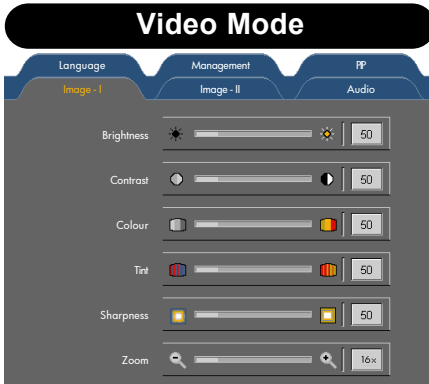 Video Mode
Language Management PIP
Image - I Image - II Audio
Brightness 50
Contrast 50
Colour 50
Tint 50
Sharpness 50
Zoom 16x